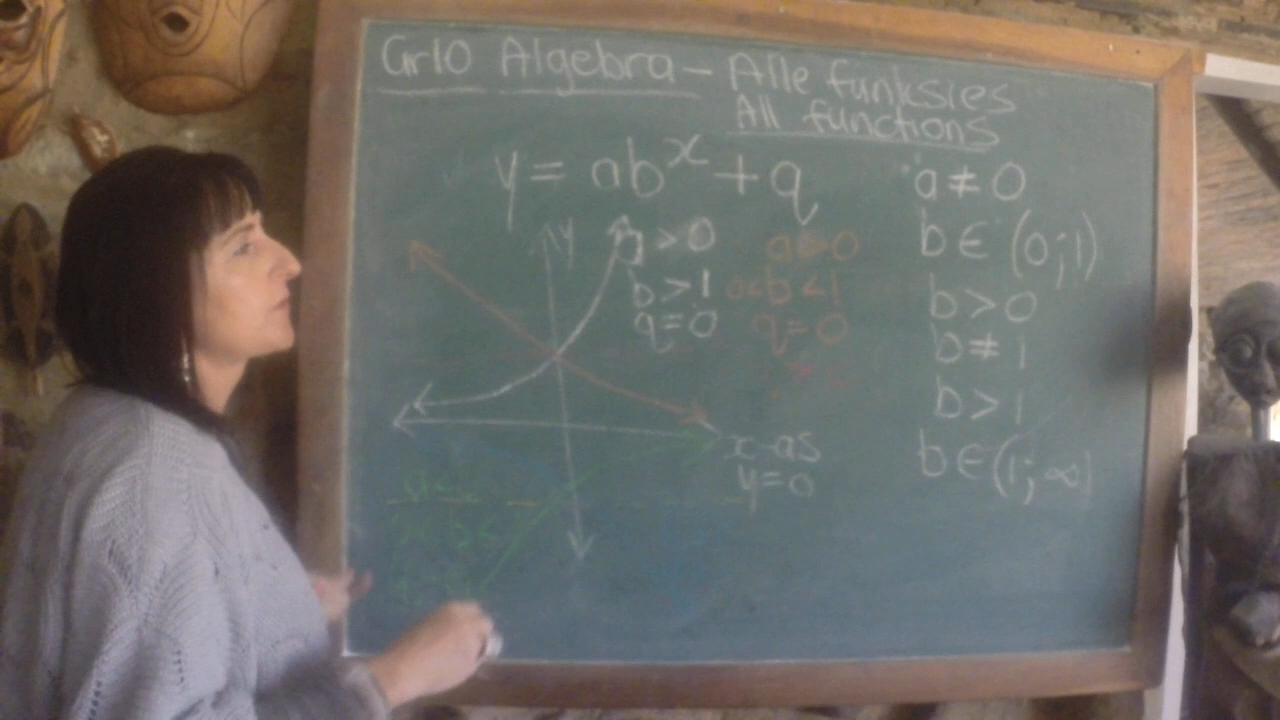 Gr10 Algebra – Alle funksies
All functions
y = ab^x + q
a ≠ 0
b ∈ (0;1)
b > 0
b ≠ 1
b > 1
b ∈ (1; ∞)
y
a > 0
b > 1
q = 0
a > 0
0 < b < 1
q = 0
x-as
y = 0